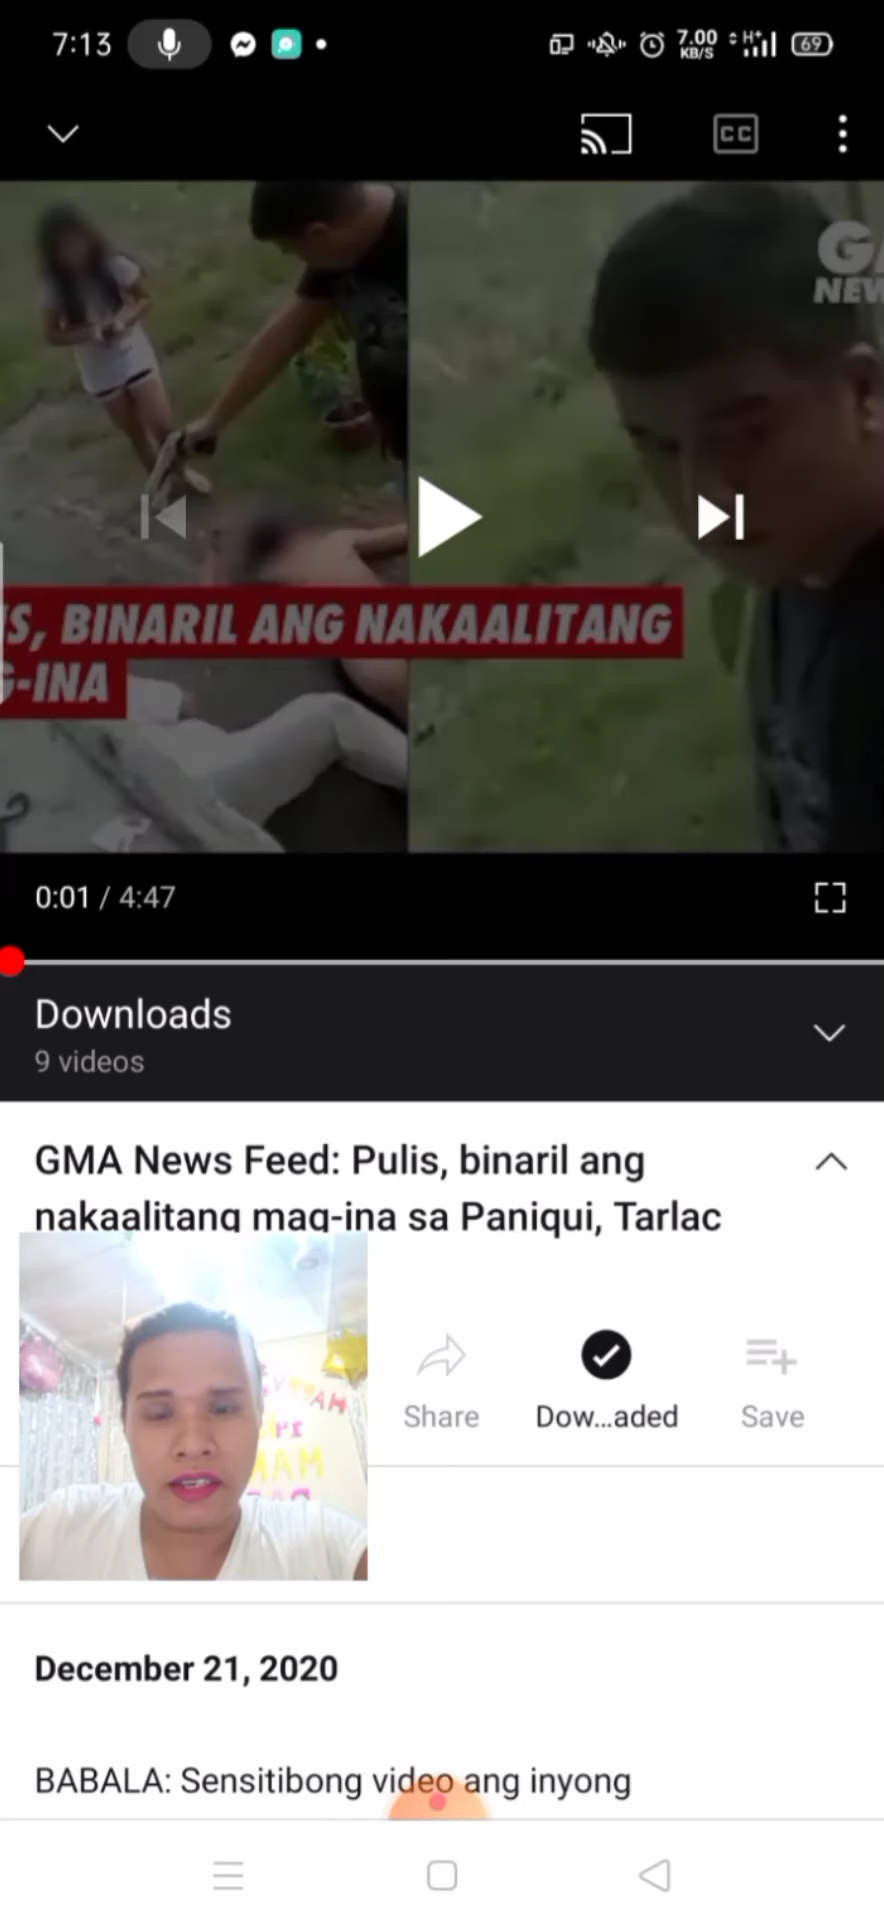 7:13
7.00
KB/S
H+
69
CC
GA
NEW
S, BINARIL ANG NAKAALITANG
G-INA
0:01 / 4:47
Downloads
9 videos
GMA News Feed: Pulis, binaril ang
nakaalitang mag-ina sa Paniqui, Tarlac
Share
Dow...aded
Save
December 21, 2020
BABALA: Sensitibong video ang inyong